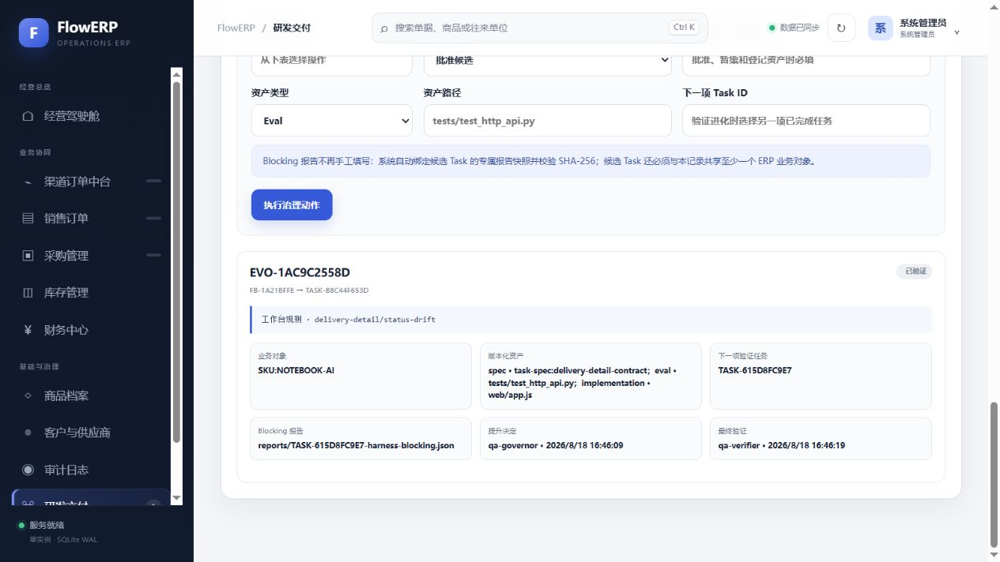 F
FlowERP
OPERATIONS ERP
经营总览
经营驾驶舱
业务协同
渠道订单中台
销售订单
采购管理
库存管理
¥ 财务中心
基础与治理
商品档案
客户与供应商
审计日志
研发交付
服务就绪
单实例 · SQLite WAL
FlowERP / 研发交付
搜索单据、商品或往来单位
Ctrl K
数据已同步
系
系统管理员
系统管理员
从下表选择操作
批准候选
批准、暂缓和登记资产时必填
资产类型
资产路径
下一项 Task ID
Eval
tests/test_http_api.py
验证进化时选择另一项已完成任务
Blocking 报告不再手工填写：系统自动绑定候选 Task 的专属报告快照并校验 SHA-256；候选 Task 还必须与本记录共享至少一个 ERP 业务对象。
执行治理动作
EVO-1AC9C2558D
已验证
FB-1A21BFFE → TASK-B8C44F653D
工作台观测 · delivery-detail/status-drift
业务对象
SKU:NOTEBOOK-AI
版本化资产
spec • task-spec:delivery-detail-contract；eval •
tests/test_http_api.py；implementation •
web/app.js
下一项验证任务
TASK-615D8FC9E7
Blocking 报告
reports/TASK-615D8FC9E7-harness-blocking.json
提升决定
qa-governor • 2026/8/18 16:46:09
最终验证
qa-verifier • 2026/8/18 16:46:19